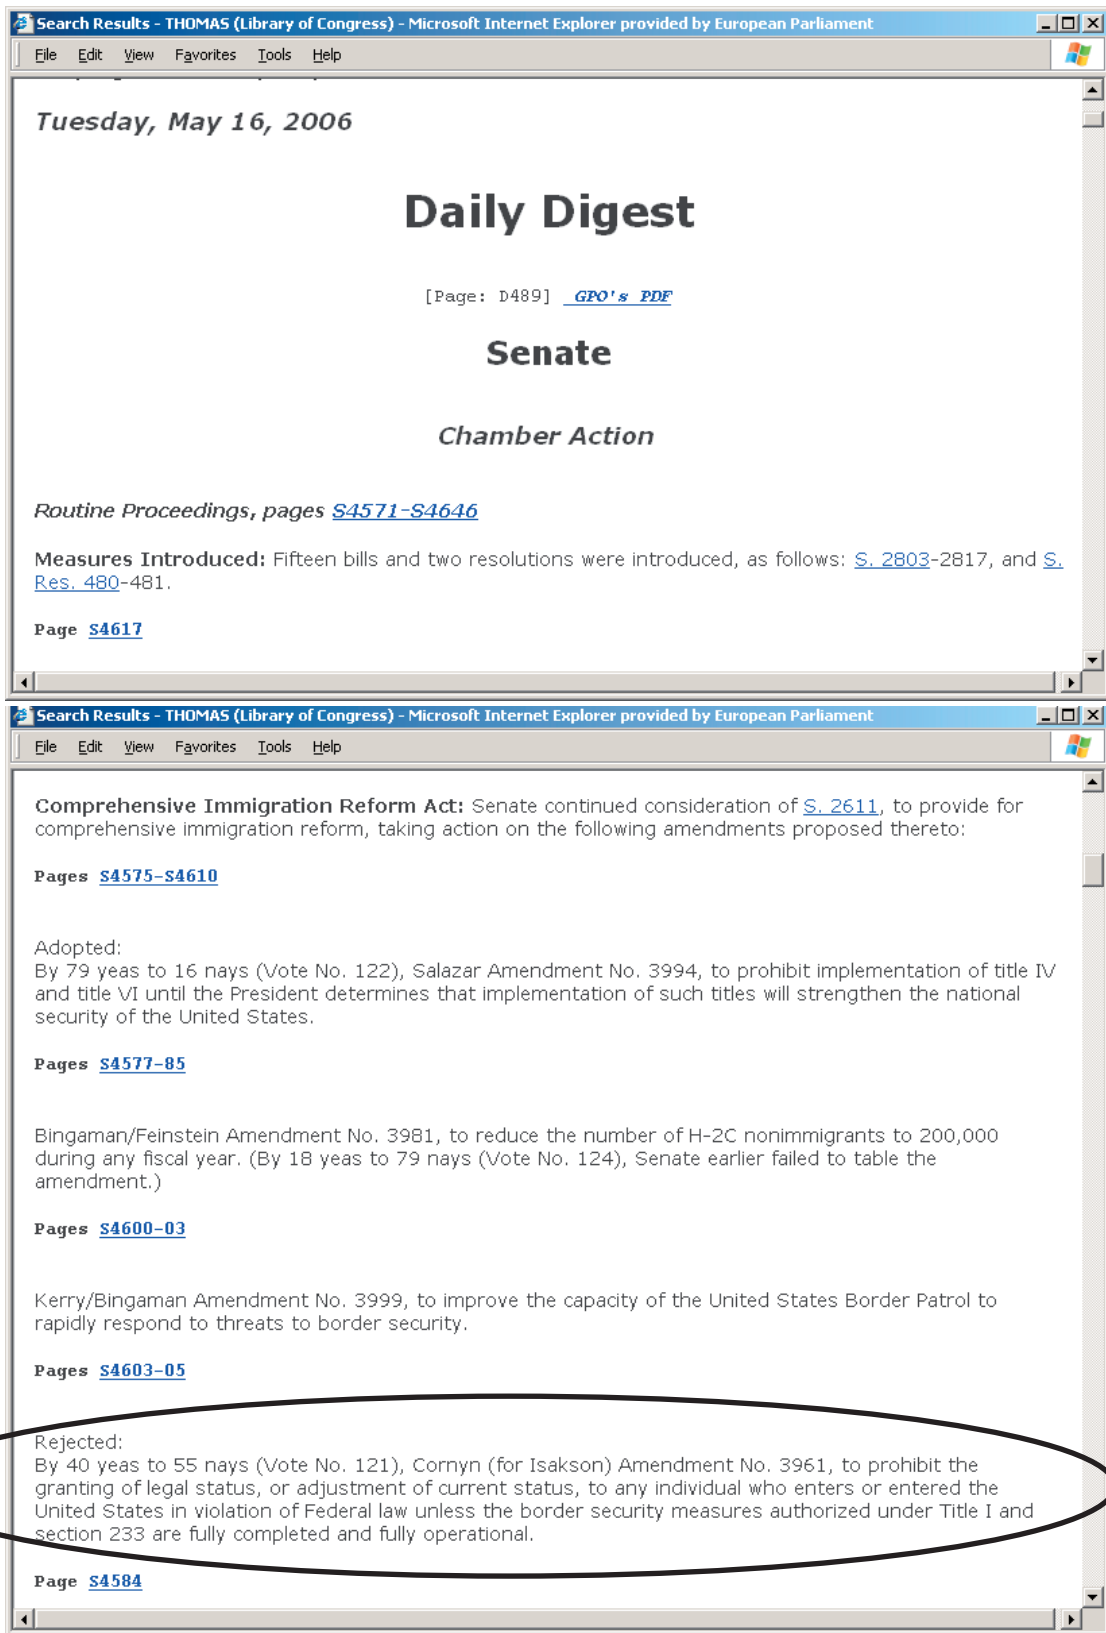 Search Results - THOMAS (Library of Congress) - Microsoft Internet Explorer provided by European Parliament
File Edit View Favorites Tools Help
Tuesday, May 16, 2006
Daily Digest
[Page: D489] GPO's PDF
Senate
Chamber Action
Routine Proceedings, pages S4571-S4646
Measures Introduced: Fifteen bills and two resolutions were introduced, as follows: S. 2803-2817, and S.
Res. 480-481.
Page S4617
Search Results - THOMAS (Library of Congress) - Microsoft Internet Explorer provided by European Parliament
File Edit View Favorites Tools Help
Comprehensive Immigration Reform Act: Senate continued consideration of S. 2611, to provide for
comprehensive immigration reform, taking action on the following amendments proposed thereto:
Pages S4575-S4610
Adopted:
By 79 yeas to 16 nays (Vote No. 122), Salazar Amendment No. 3994, to prohibit implementation of title IV
and title VI until the President determines that implementation of such titles will strengthen the national
security of the United States.
Pages S4577-85
Bingaman/Feinstein Amendment No. 3981, to reduce the number of H-2C nonimmigrants to 200,000
during any fiscal year. (By 18 yeas to 79 nays (Vote No. 124), Senate earlier failed to table the
amendment.)
Pages S4600-03
Kerry/Bingaman Amendment No. 3999, to improve the capacity of the United States Border Patrol to
rapidly respond to threats to border security.
Pages S4603-05
Rejected:
By 40 yeas to 55 nays (Vote No. 121), Cornyn (for Isakson) Amendment No. 3961, to prohibit the
granting of legal status, or adjustment of current status, to any individual who enters or entered the
United States in violation of Federal law unless the border security measures authorized under Title I and
section 233 are fully completed and fully operational.
Page S4584